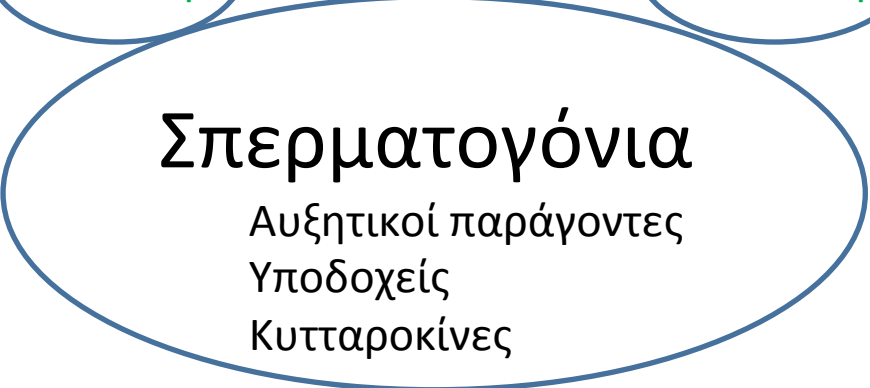 Σπερματογόνια
Αυξητικοί παράγοντες
Υποδοχείς
Κυτταροκίνες